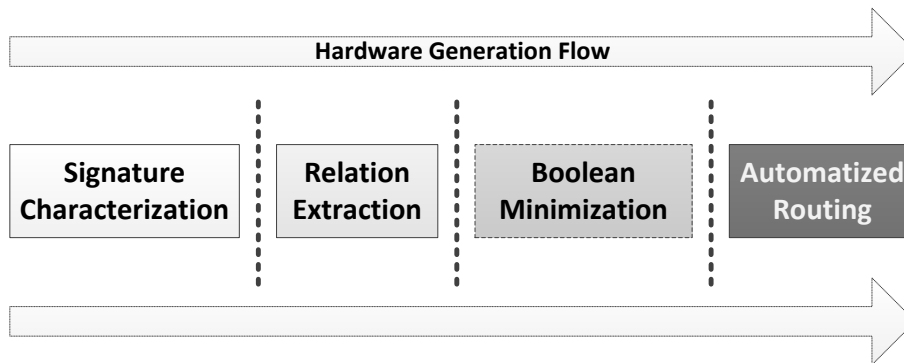 Hardware Generation Flow
Signature
Characterization
Relation
Extraction
Boolean
Minimization
Automatized
Routing